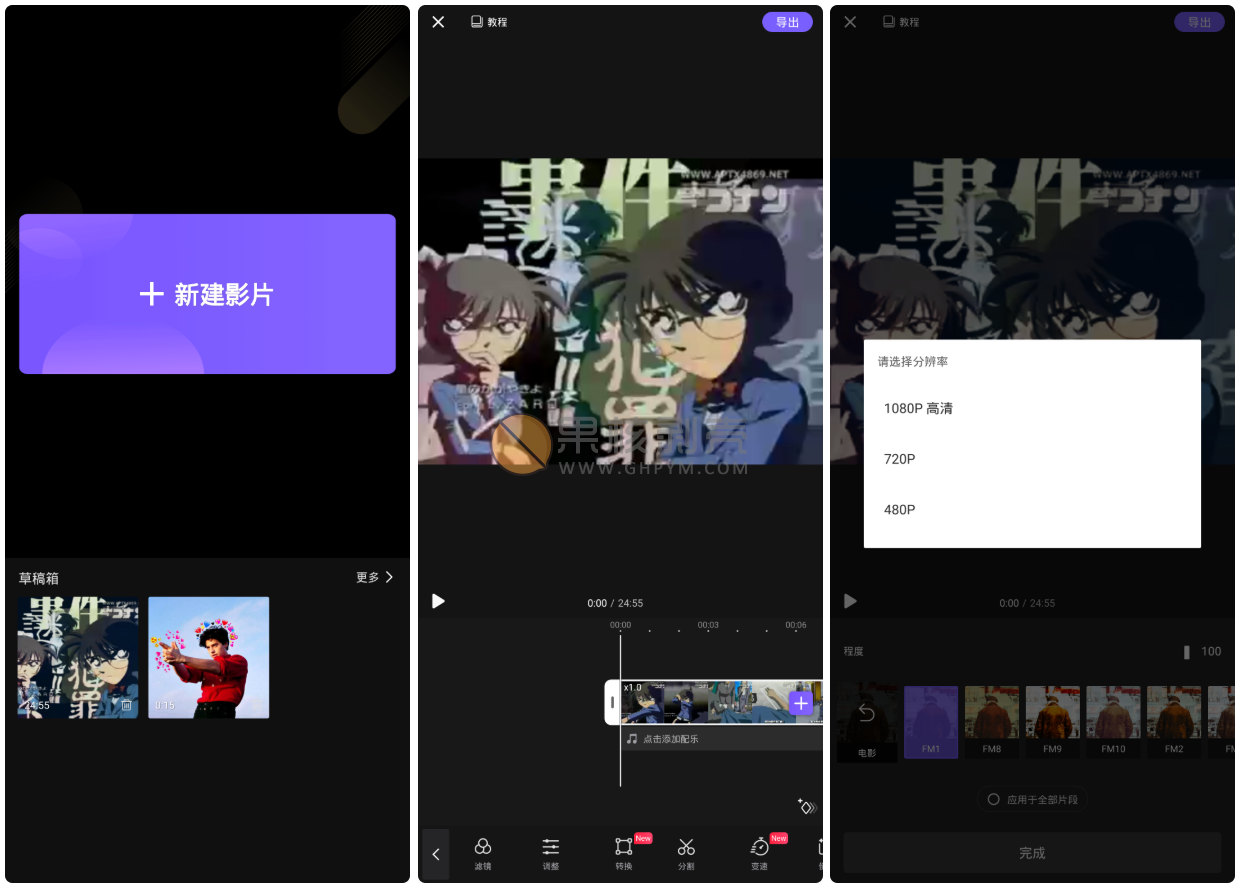 新建影片
草稿箱
更多
24:55
0:15
教程
导出
WWW.APTX4869.NET
事件
コナン
犯罪
果核剥壳
WWW.GHPYM.COM
0:00 / 24:55
00:00
00:03
00:06
x1.0
点击添加配乐
滤镜
调整
New
转换
分割
New
变速
教程
导出
WWW.APTX4869.NET
请选择分辨率
1080P 高清
720P
480P
0:00 / 24:55
程度
100
电影
FM1
FM8
FM9
FM10
FM2
应用于全部片段
完成